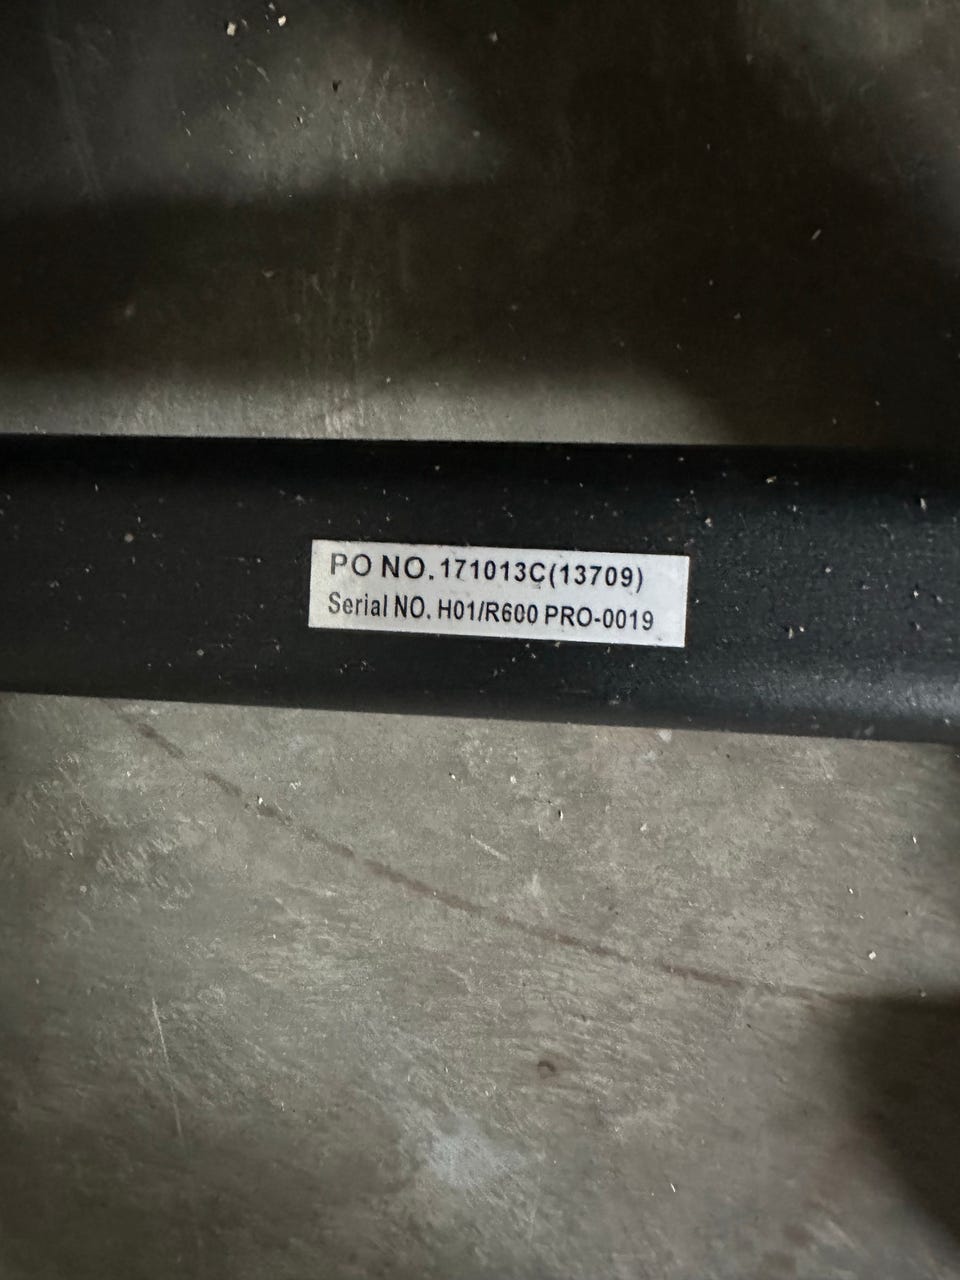 PO NO.171013C(13709)
Serial NO. H01/R600 PRO-0019